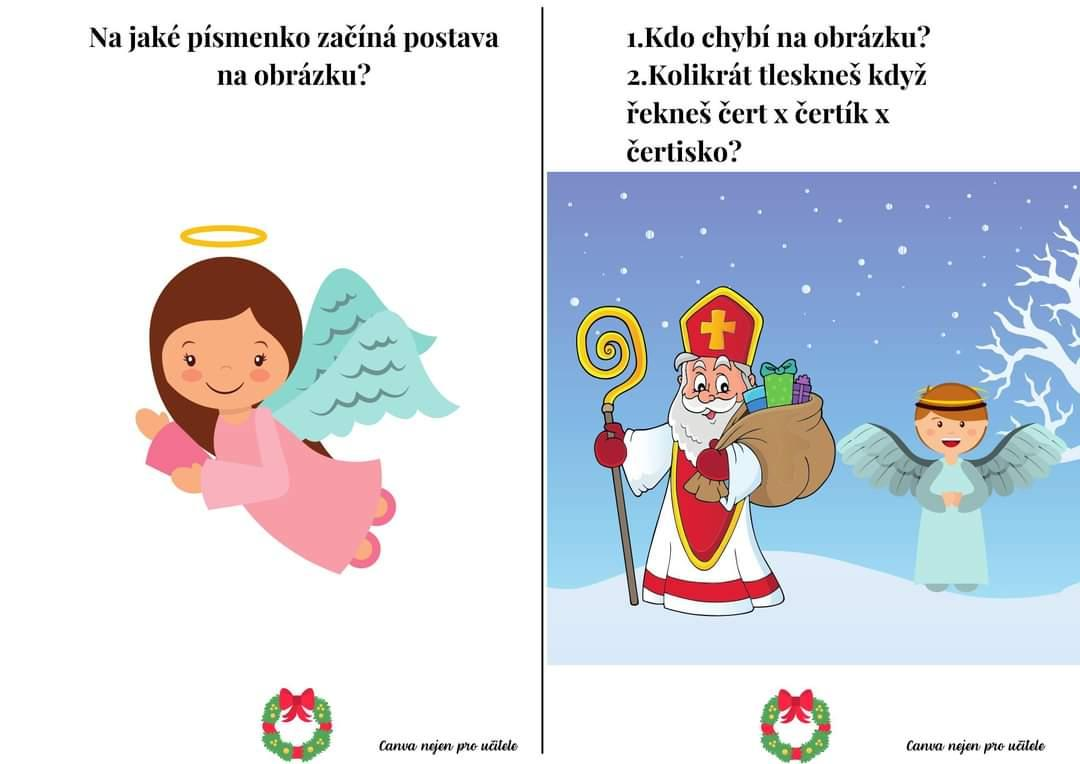 Na jaké písmenko začíná postava
na obrázku?
Canva nejen pro učitele
1.Kdo chybí na obrázku?
2.Kolikrát tleskneš když
řekneš čert x čertík x
čertisko?
Canva nejen pro učitele